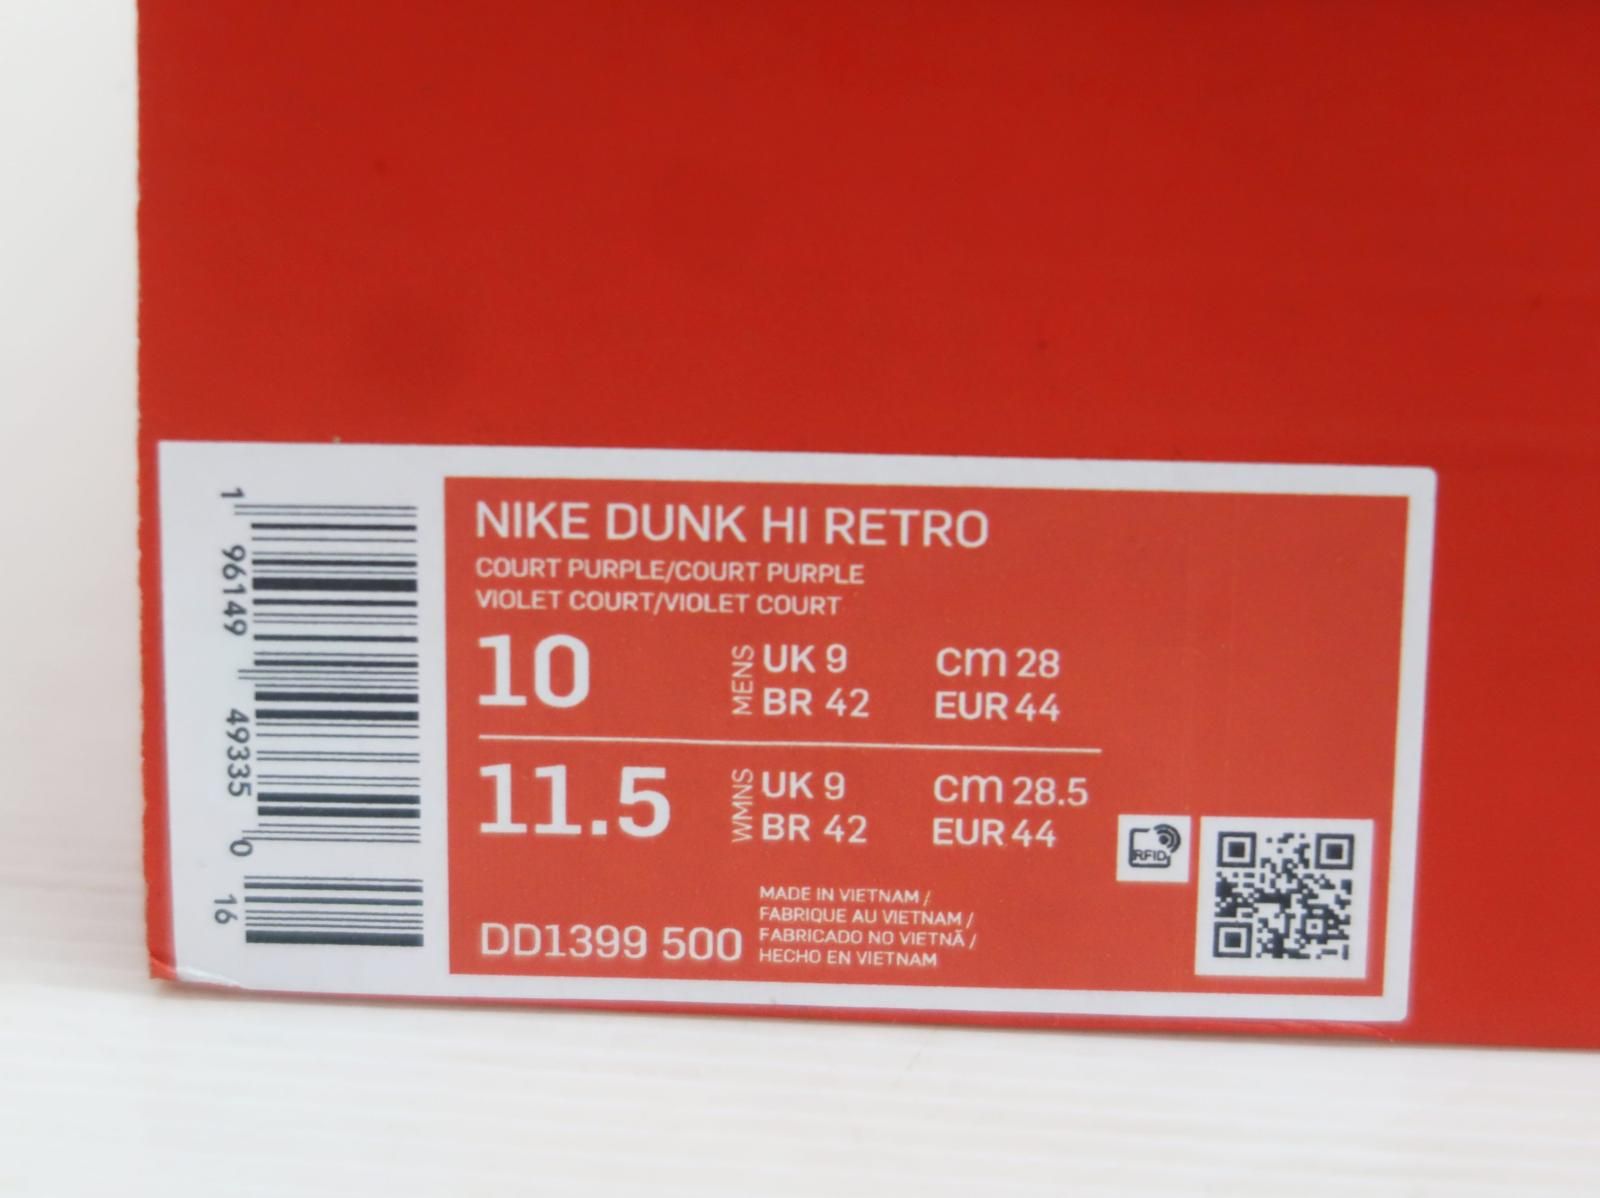 1 96149 49335 0 16
NIKE DUNK HI RETRO
COURT PURPLE/COURT PURPLE
VIOLET COURT/VIOLET COURT
10 MENS UK 9 cm 28
BR 42 EUR 44
11.5 WMNS UK 9 cm 28.5
BR 42 EUR 44
RFID
DD1399 500
MADE IN VIETNAM /
FABRIQUE AU VIETNAM /
FABRICADO NO VIETNÃ /
HECHO EN VIETNAM